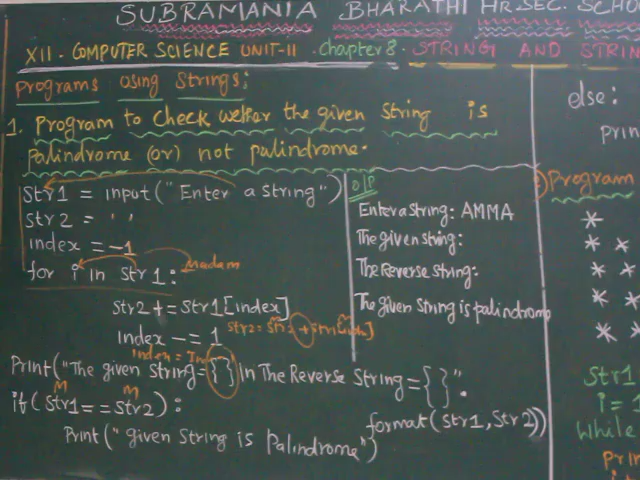 SUBRAMANIA BHARATHI HR SEC. SCHO
XII - COMPUTER SCIENCE UNIT-II - chapter 8 - STRING AND STRIN
Programs using Strings:
1. Program to check wether the given string is
palindrome (or) not palindrome.
Str1 = input("Enter a string")
str2 = ' '
index = -1
for i in str1:
Madam
str2 += str1[index]
index -= 1
Print("The given string={ } \n The Reverse String={ }".
format(str1, str2))
if(str1==str2):
Print("given String is Palindrome")
O/P
Enter a string: AMMA
The given string:
The Reverse string:
The given string is palindrome
else:
prin
Program
*
* *
* *
* *
* *
Str1
i=1
while
prin